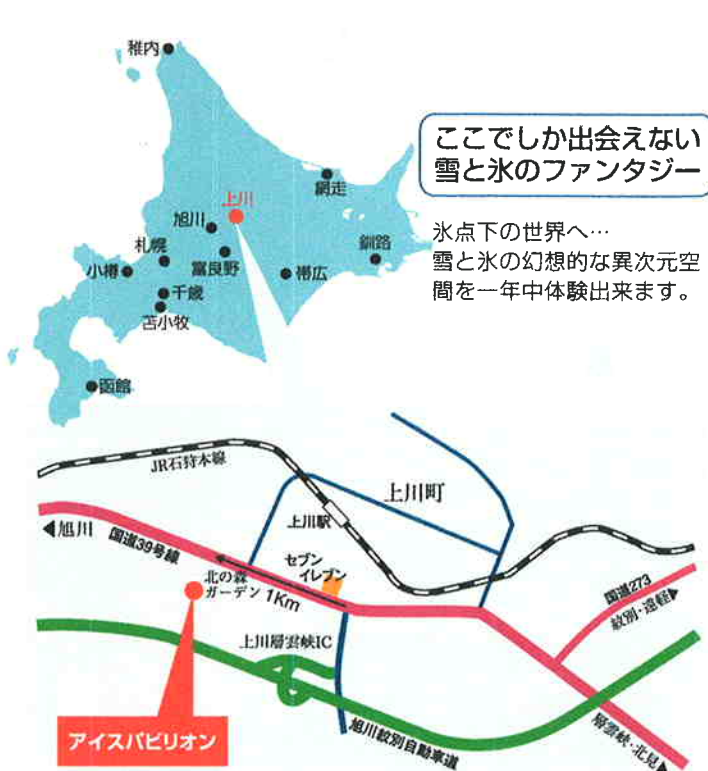 稚内
ここでしか出会えない
雪と氷のファンタジー
網走
上川
旭川
札幌
富良野
釧路
小樽
帯広
千歳
苫小牧
函館
氷点下の世界へ…
雪と氷の幻想的な異次元空
間を一年中体験出来ます。
JR石狩本線
上川町
上川駅
◀旭川
国道39号線
セブン
イレブン
北の森
ガーデン
1Km
国道273
紋別・遠軽▶
上川層雲峡IC
アイスパビリオン
旭川紋別自動車道
層雲峡・北見▶